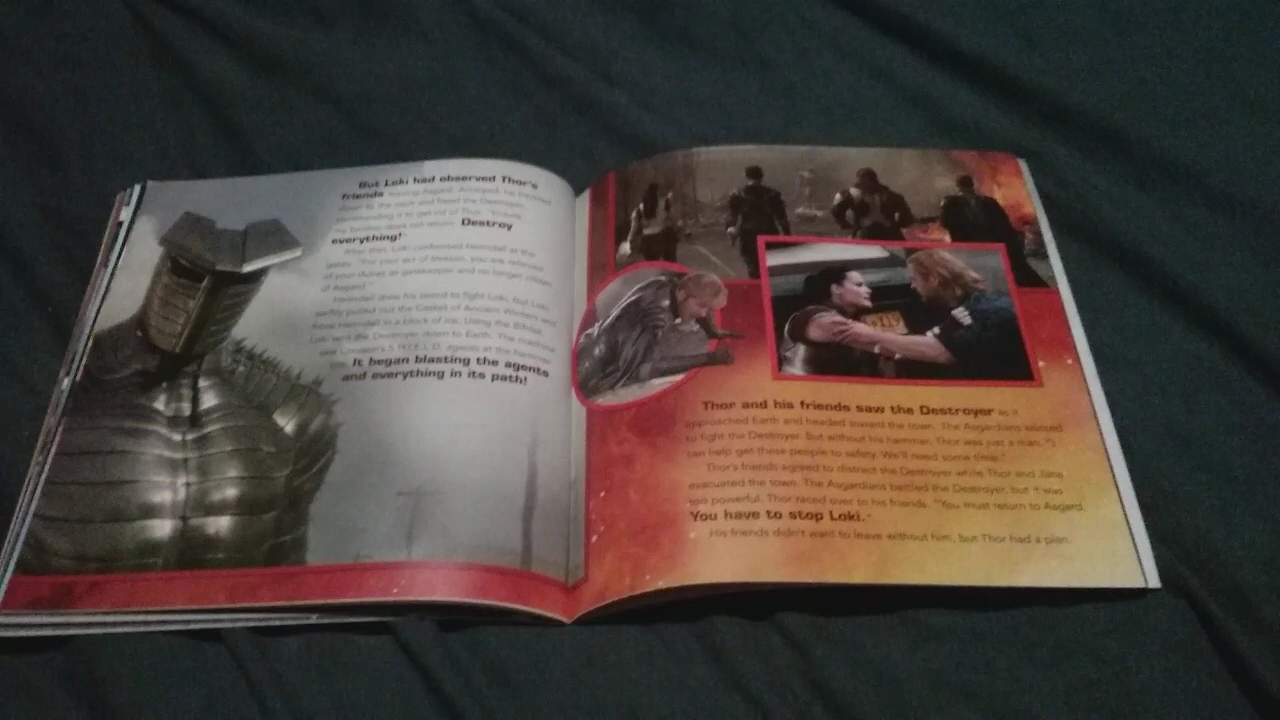 But Loki had observed Thor's
friends leaving Asgard. Annoyed, he traveled
down to the vault and freed the Destroyer,
commanding it to get rid of Thor. "Ensure
my brother does not return. Destroy
everything!"
After this, Loki confronted Heimdall at the
gates. "For your act of treason, you are relieved
of your duties as gatekeeper and no longer citizen
of Asgard."
Heimdall drew his sword to fight Loki, but Loki
swiftly pulled out the Casket of Ancient Winters and
froze Heimdall in a block of ice. Using the Bifrost,
Loki sent the Destroyer down to Earth. The machine
saw Coulson's S.H.I.E.L.D. agents at the hammer
It began blasting the agents
and everything in its path!
Thor and his friends saw the Destroyer as it
approached Earth and headed toward the town. The Asgardians wanted
to fight the Destroyer. But without his hammer, Thor was just a man. "I
can help get these people to safety. We'll need some time."
Thor's friends agreed to distract the Destroyer while Thor and Jane
evacuated the town. The Asgardians battled the Destroyer, but it was
too powerful. Thor raced over to his friends. "You must return to Asgard.
You have to stop Loki."
His friends didn't want to leave without him, but Thor had a plan.